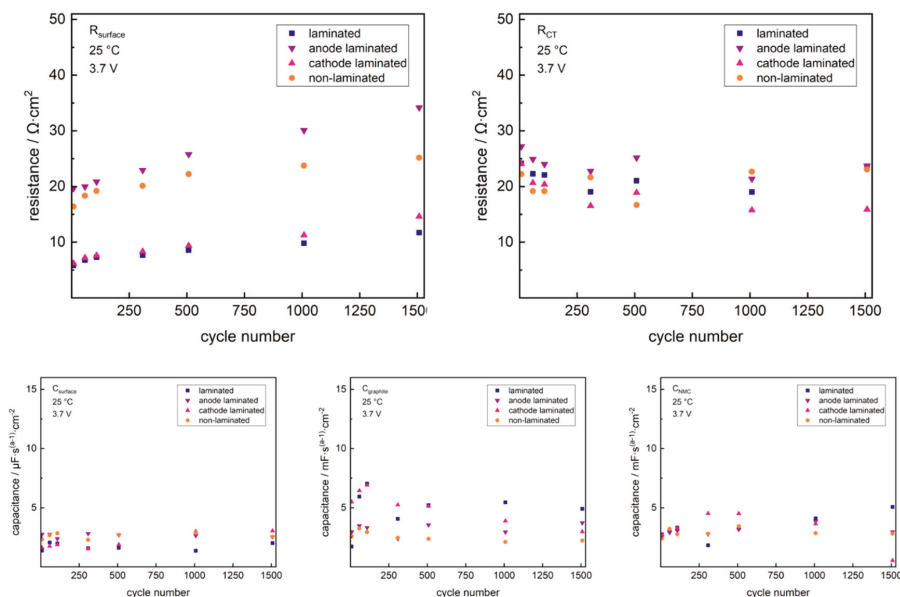 R_surface
25 °C
3.7 V
laminated
anode laminated
cathode laminated
non-laminated
50
40
30
20
10
250 500 750 1000 1250 1500
resistance / Ω·cm²
cycle number
R_CT
25 °C
3.7 V
laminated
anode laminated
cathode laminated
non-laminated
50
40
30
20
10
250 500 750 1000 1250 1500
resistance / Ω·cm²
cycle number
C_surface
25 °C
3.7 V
laminated
anode laminated
cathode laminated
non-laminated
15
10
5
250 500 750 1000 1250 1500
capacitance / µF·s^(a-1)·cm^-2
cycle number
C_graphite
25 °C
3.7 V
laminated
anode laminated
cathode laminated
non-laminated
15
10
5
250 500 750 1000 1250 1500
capacitance / mF·s^(a-1)·cm^-2
cycle number
C_NMC
25 °C
3.7 V
laminated
anode laminated
cathode laminated
non-laminated
15
10
5
250 500 750 1000 1250 1500
capacitance / mF·s^(a-1)·cm^-2
cycle number